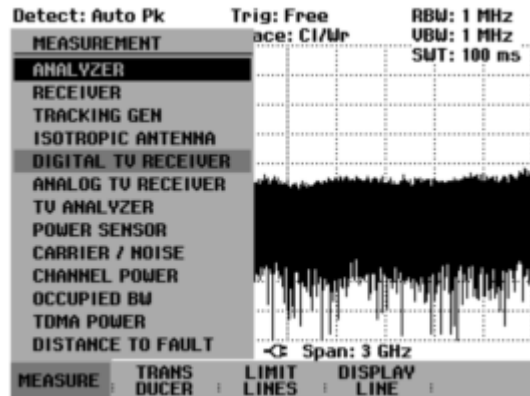 Detect: Auto Pk Trig: Free RBW: 1 MHz
ace: Cl/Wr VBW: 1 MHz
SWT: 100 ms
MEASUREMENT
ANALYZER
RECEIVER
TRACKING GEN
ISOTROPIC ANTENNA
DIGITAL TV RECEIVER
ANALOG TV RECEIVER
TV ANALYZER
POWER SENSOR
CARRIER / NOISE
CHANNEL POWER
OCCUPIED BW
TDMA POWER
DISTANCE TO FAULT
Span: 3 GHz
MEASURE TRANS DUCER LIMIT LINES DISPLAY LINE